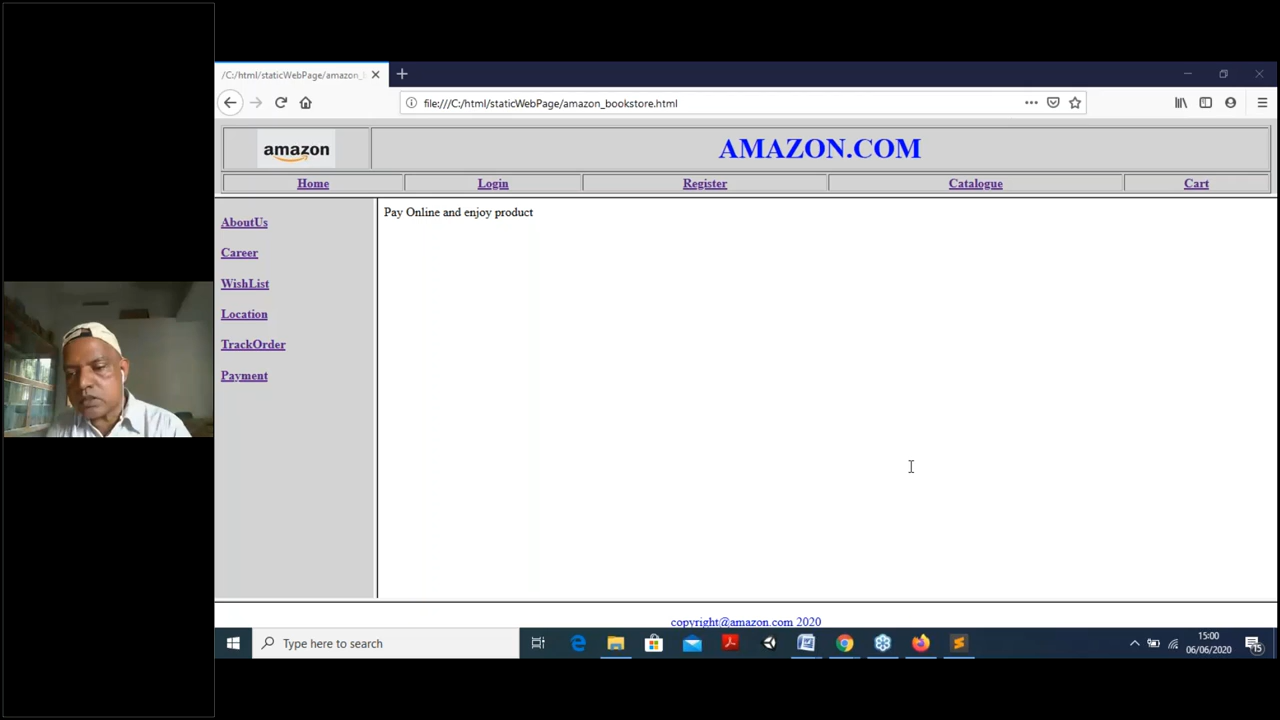 /C:/html/staticWebPage/amazon_
file:///C:/html/staticWebPage/amazon_bookstore.html
amazon
AMAZON.COM
Home Login Register Catalogue Cart
AboutUs
Pay Online and enjoy product
Career
WishList
Location
TrackOrder
Payment
copyright@amazon.com 2020
Type here to search
15:00
06/06/2020
15